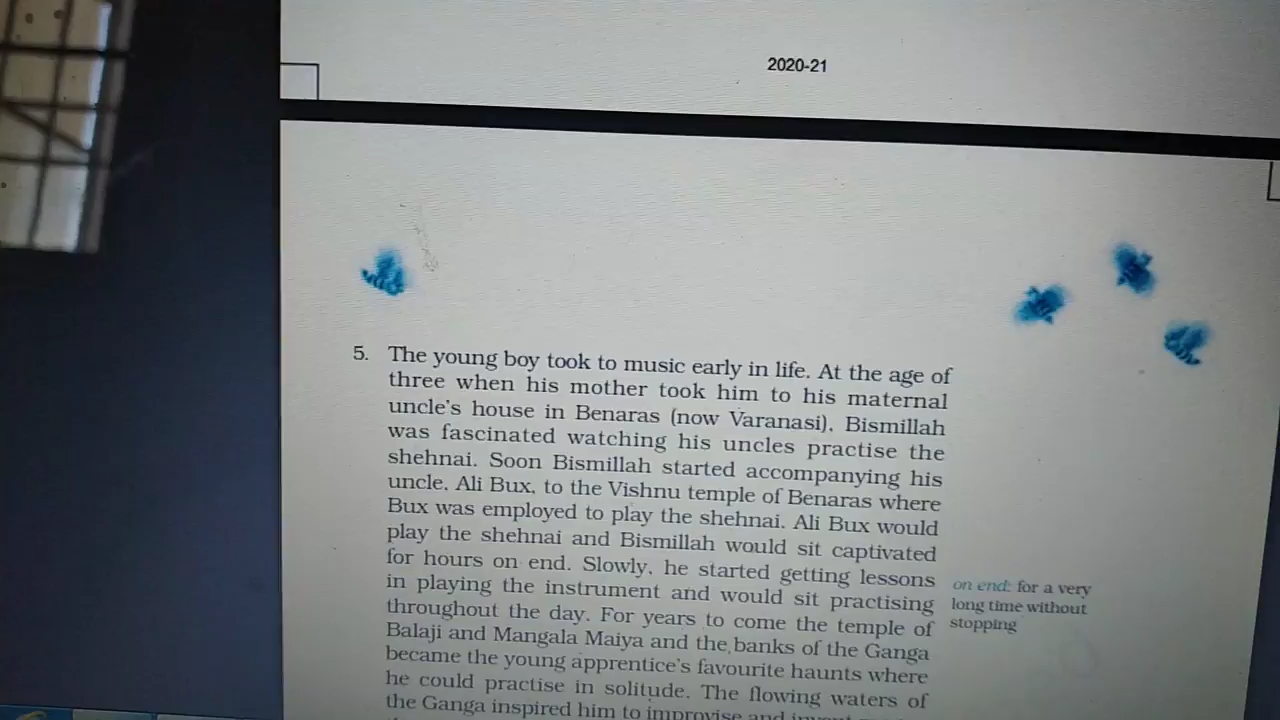 2020-21
5. The young boy took to music early in life. At the age of
three when his mother took him to his maternal
uncle's house in Benaras (now Varanasi), Bismillah
was fascinated watching his uncles practise the
shehnai. Soon Bismillah started accompanying his
uncle, Ali Bux, to the Vishnu temple of Benaras where
Bux was employed to play the shehnai. Ali Bux would
play the shehnai and Bismillah would sit captivated
for hours on end. Slowly, he started getting lessons
in playing the instrument and would sit practising
throughout the day. For years to come the temple of
Balaji and Mangala Maiya and the banks of the Ganga
became the young apprentice's favourite haunts where
he could practise in solitude. The flowing waters of
the Ganga inspired him to improvise and
on end: for a very
long time without
stopping